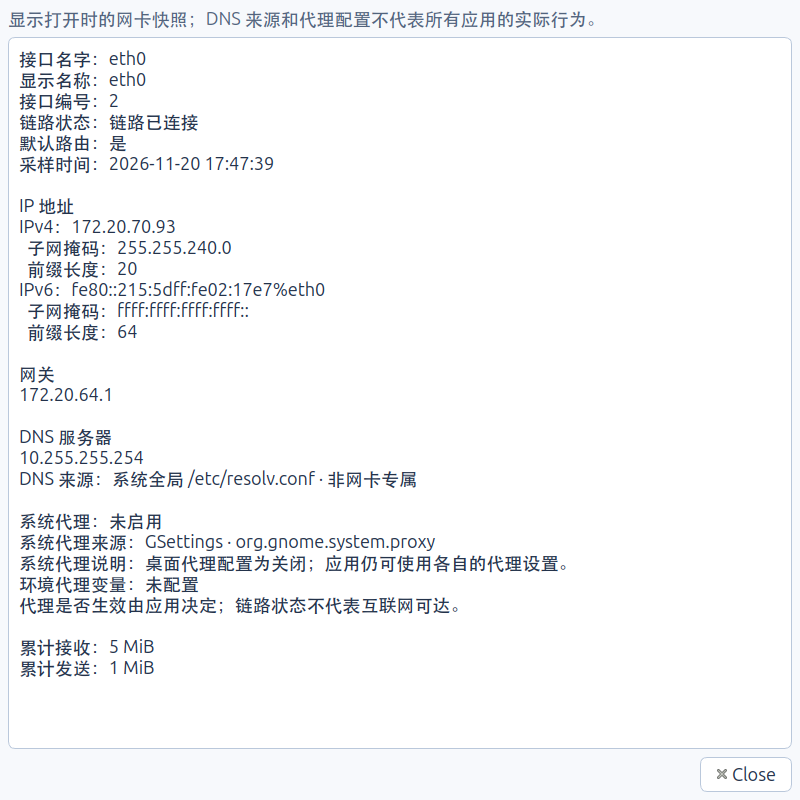 显示打开时的网卡快照；DNS 来源和代理配置不代表所有应用的实际行为。
接口名字：eth0
显示名称：eth0
接口编号：2
链路状态：链路已连接
默认路由：是
采样时间：2026-11-20 17:47:39
IP 地址
IPv4：172.20.70.93
子网掩码：255.255.240.0
前缀长度：20
IPv6：fe80::215:5dff:fe02:17e7%eth0
子网掩码：ffff:ffff:ffff:ffff::
前缀长度：64
网关
172.20.64.1
DNS 服务器
10.255.255.254
DNS 来源：系统全局 /etc/resolv.conf · 非网卡专属
系统代理：未启用
系统代理来源：GSettings · org.gnome.system.proxy
系统代理说明：桌面代理配置为关闭；应用仍可使用各自的代理设置。
环境代理变量：未配置
代理是否生效由应用决定；链路状态不代表互联网可达。
累计接收：5 MiB
累计发送：1 MiB
Close